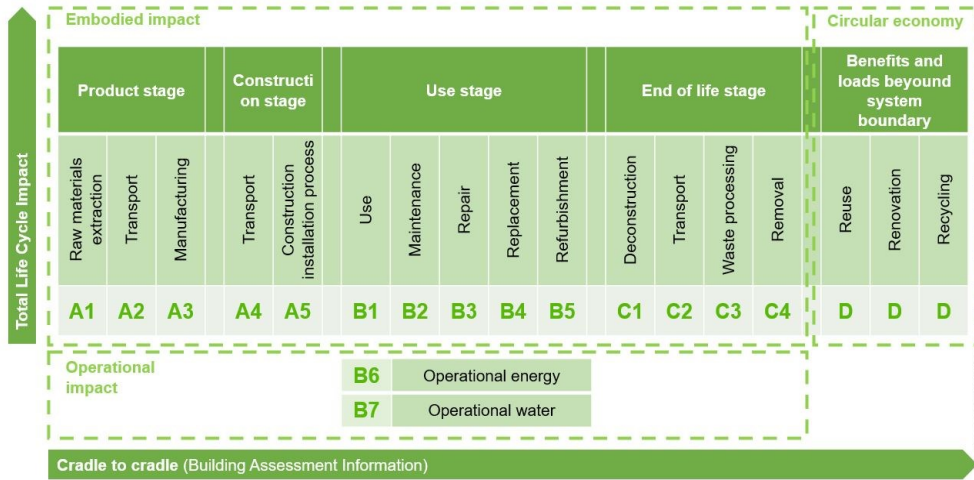 Embodied impact
Circular economy
Product stage
Constructi
on stage
Use stage
End of life stage
Benefits and
loads beyound
system
boundary
Total Life Cycle Impact
Raw materials
extraction
Transport
Manufacturing
Transport
Construction
installation process
Use
Maintenance
Repair
Replacement
Refurbishment
Deconstruction
Transport
Waste processing
Removal
Reuse
Renovation
Recycling
A1 A2 A3 A4 A5 B1 B2 B3 B4 B5 C1 C2 C3 C4 D D D
Operational
impact
B6 Operational energy
B7 Operational water
Cradle to cradle (Building Assessment Information)